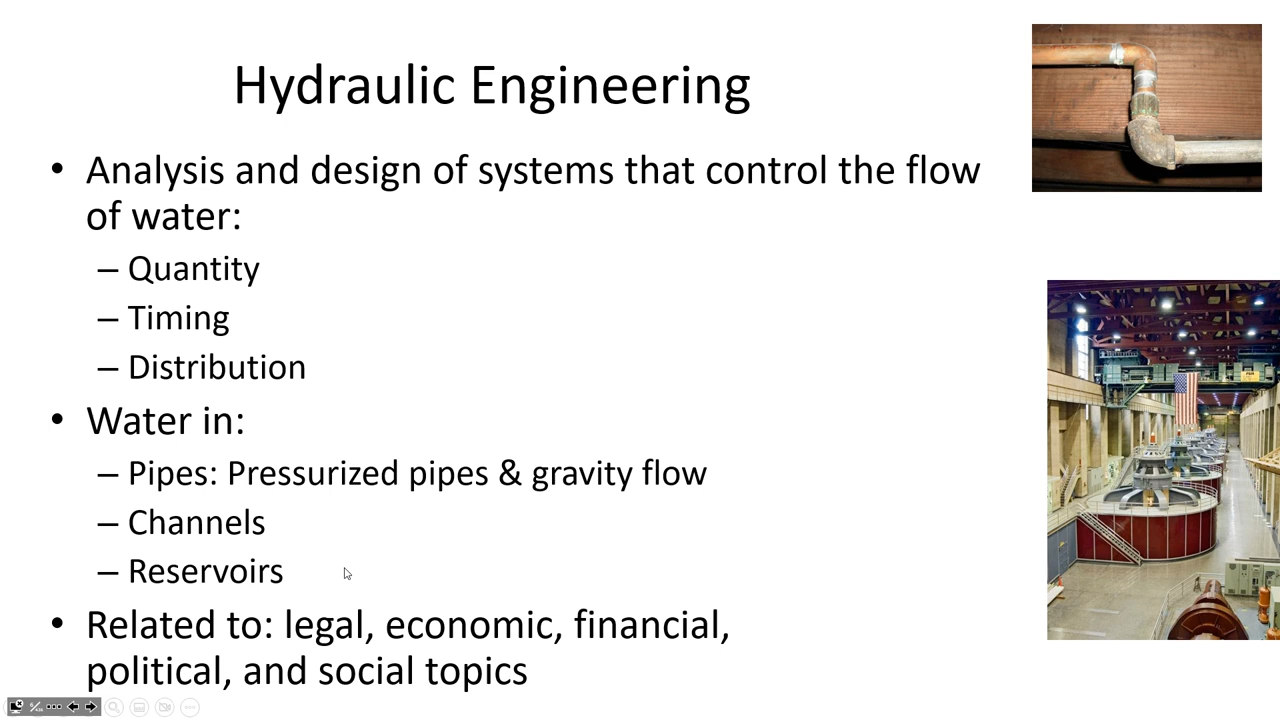 Hydraulic Engineering
• Analysis and design of systems that control the flow
of water:
– Quantity
– Timing
– Distribution
• Water in:
– Pipes: Pressurized pipes & gravity flow
– Channels
– Reservoirs
• Related to: legal, economic, financial,
political, and social topics